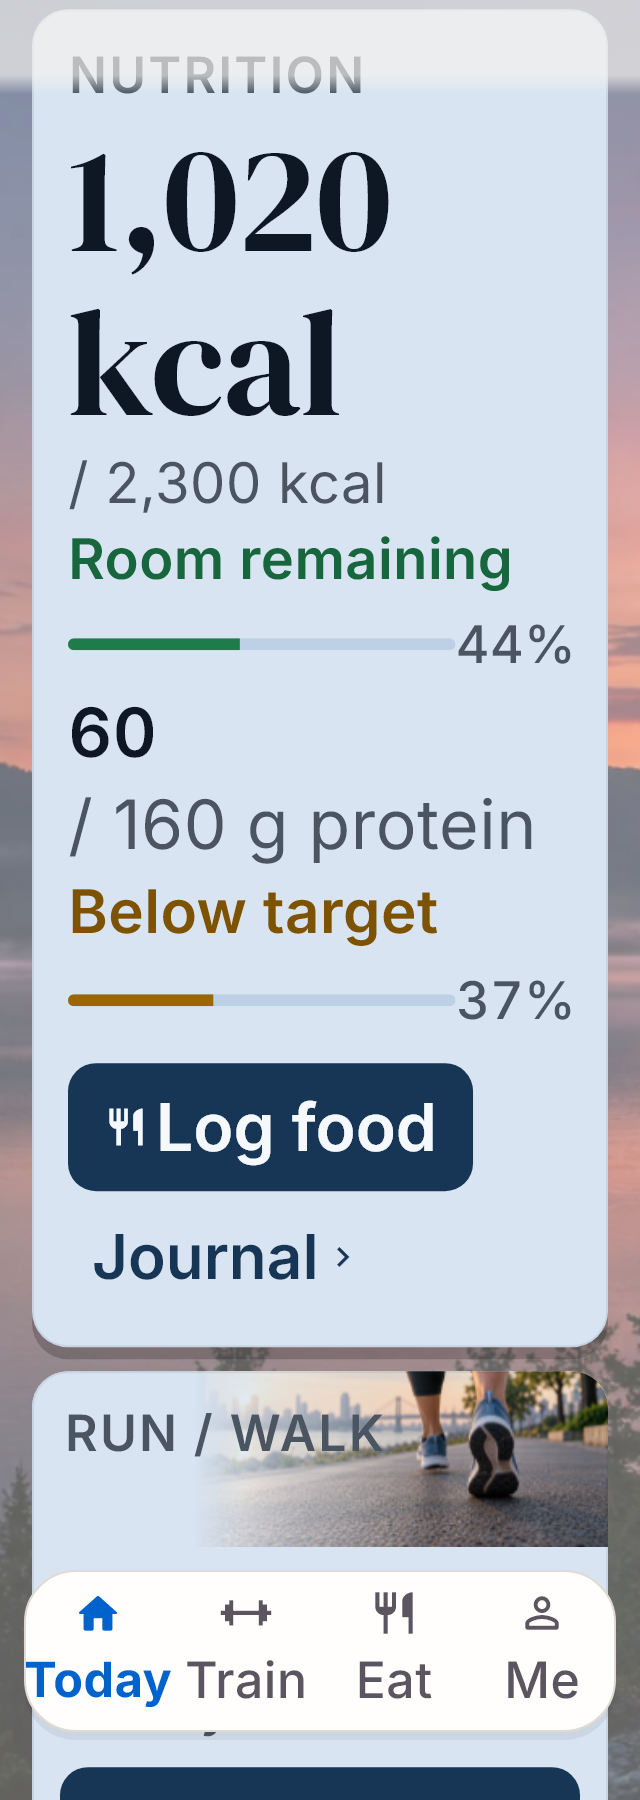 NUTRITION
1,020
kcal
/ 2,300 kcal
Room remaining
44%
60
/ 160 g protein
Below target
37%
Log food
Journal ›
RUN / WALK
Today Train Eat Me